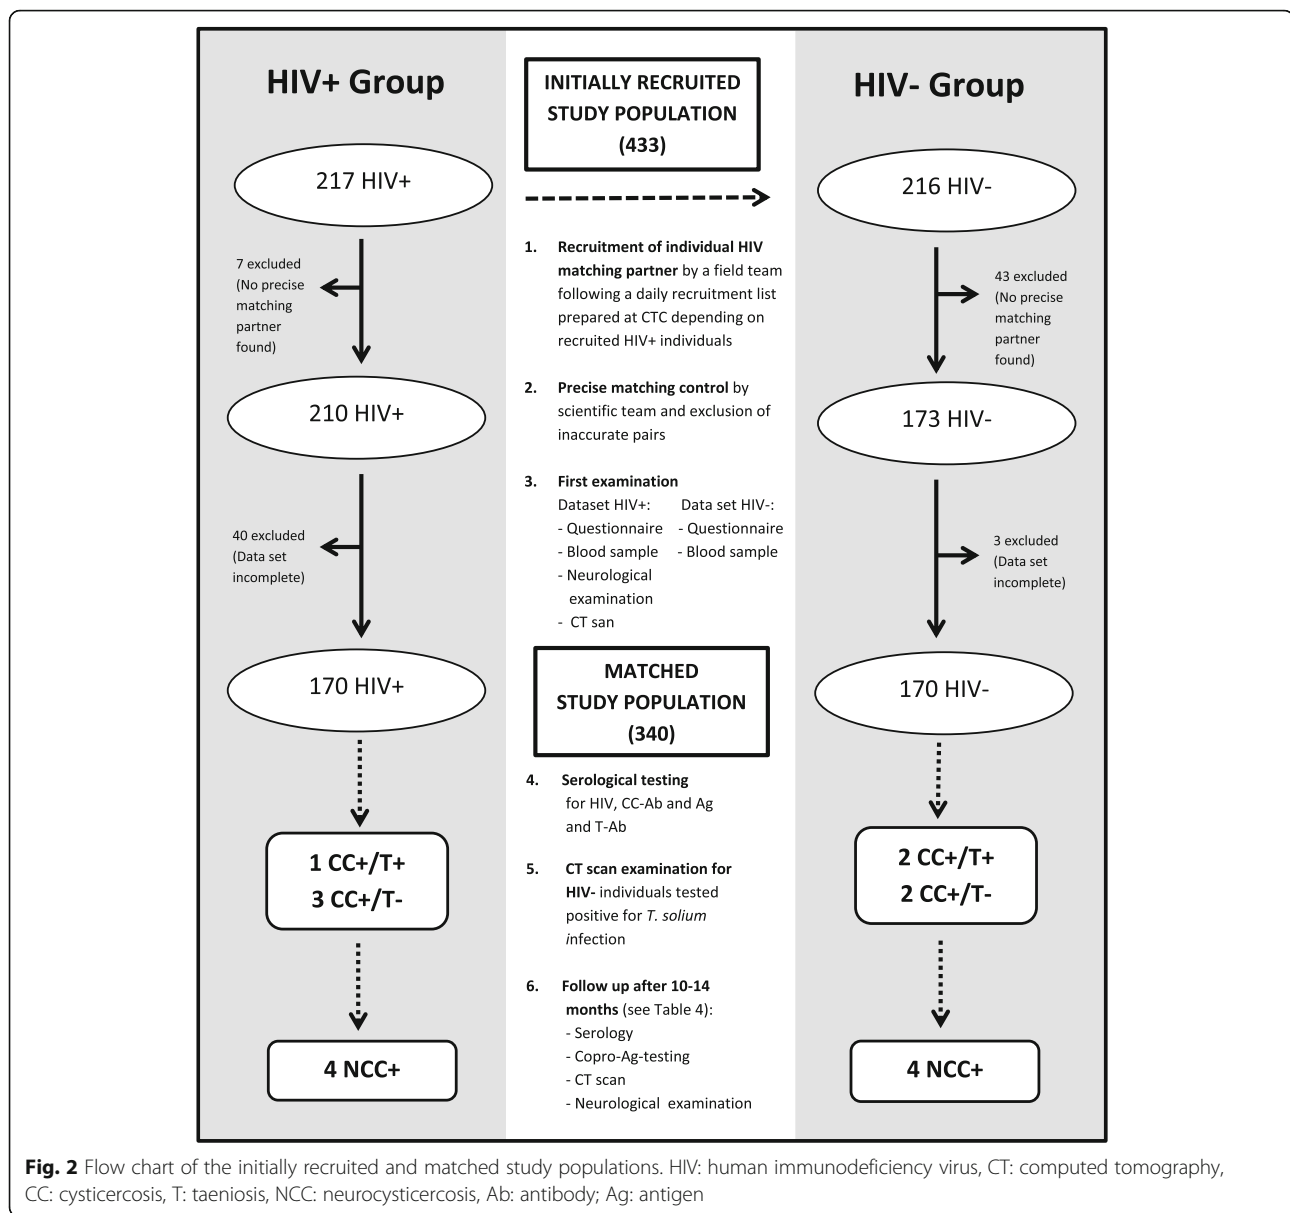 HIV+ Group
217 HIV+
7 excluded
(No precise
matching
partner
found)
210 HIV+
40 excluded
(Data set
incomplete)
170 HIV+
1 CC+/T+
3 CC+/T-
4 NCC+
INITIALLY RECRUITED
STUDY POPULATION
(433)
1. Recruitment of individual HIV
matching partner by a field team
following a daily recruitment list
prepared at CTC depending on
recruited HIV+ individuals
2. Precise matching control by
scientific team and exclusion of
inaccurate pairs
3. First examination
Dataset HIV+: Data set HIV-:
- Questionnaire - Questionnaire
- Blood sample - Blood sample
- Neurological
examination
- CT san
MATCHED
STUDY POPULATION
(340)
4. Serological testing
for HIV, CC-Ab and Ag
and T-Ab
5. CT scan examination for
HIV- individuals tested
positive for T. solium
infection
6. Follow up after 10-14
months (see Table 4):
- Serology
- Copro-Ag-testing
- CT scan
- Neurological examination
HIV- Group
216 HIV-
43 excluded
(No precise
matching
partner
found)
173 HIV-
3 excluded
(Data set
incomplete)
170 HIV-
2 CC+/T+
2 CC+/T-
4 NCC+
Fig. 2 Flow chart of the initially recruited and matched study populations. HIV: human immunodeficiency virus, CT: computed tomography,
CC: cysticercosis, T: taeniosis, NCC: neurocysticercosis, Ab: antibody; Ag: antigen